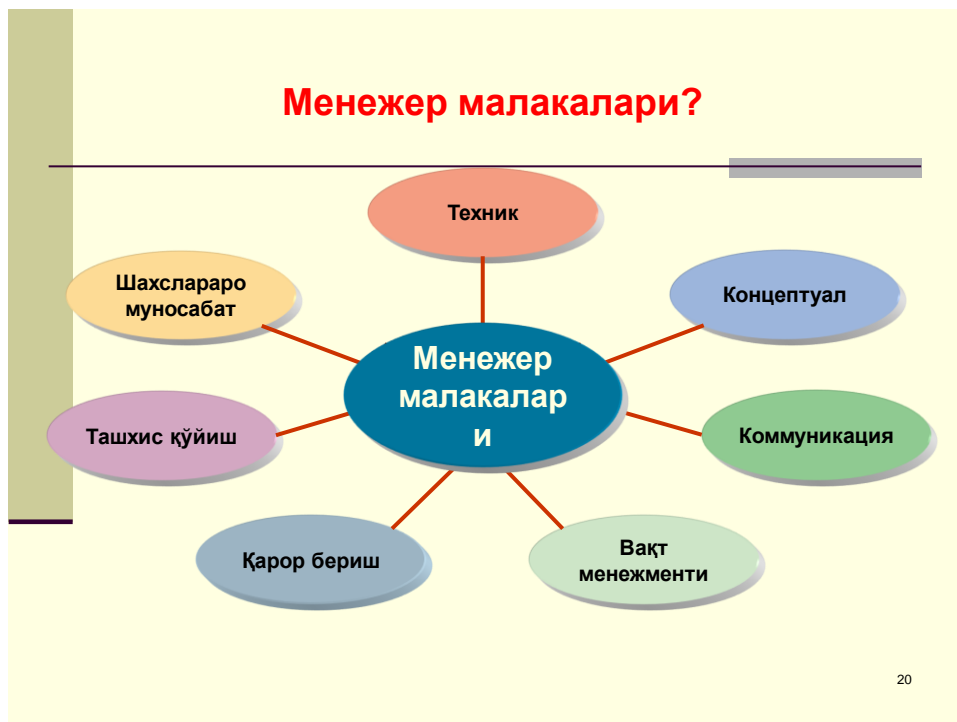 Менежер малакалари?
Техник
Шахслараро
муносабат
Концептуал
Менежер
малакалар
и
Ташхис қўйиш
Коммуникация
Қарор бериш
Вақт
менежменти
20